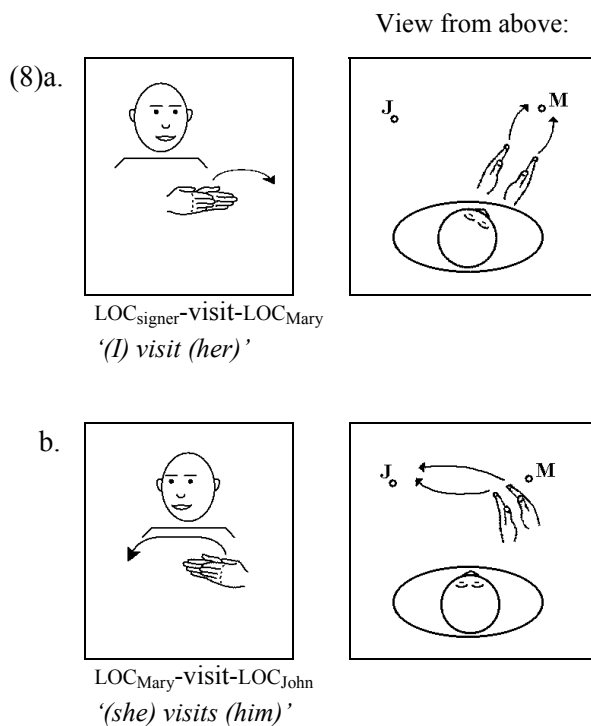 View from above:
(8)a.
J M
LOCsigner-visit-LOCMary
‘(I) visit (her)’
b.
J M
LOCMary-visit-LOCJohn
‘(she) visits (him)’